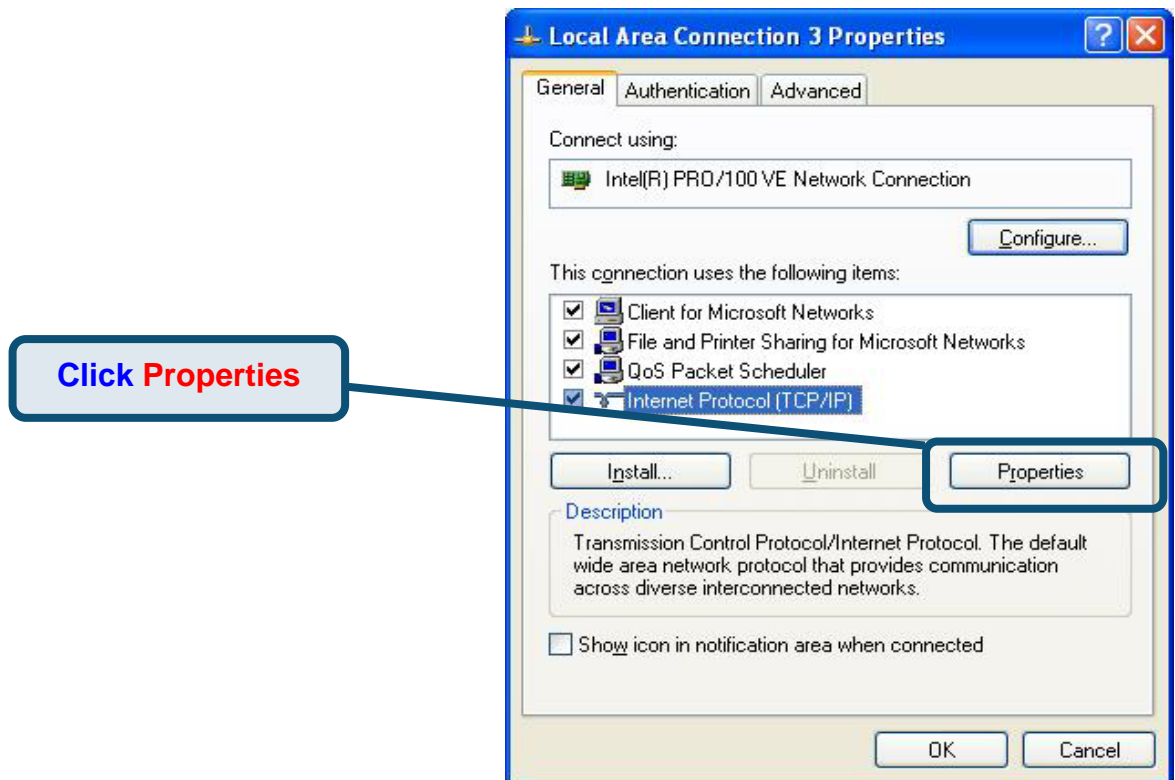 Local Area Connection 3 Properties
General Authentication Advanced
Connect using:
Intel(R) PRO/100 VE Network Connection
Configure...
This connection uses the following items:
Client for Microsoft Networks
File and Printer Sharing for Microsoft Networks
QoS Packet Scheduler
Internet Protocol (TCP/IP)
Click Properties
Install... Uninstall Properties
Description
Transmission Control Protocol/Internet Protocol. The default
wide area network protocol that provides communication
across diverse interconnected networks.
Show icon in notification area when connected
OK Cancel